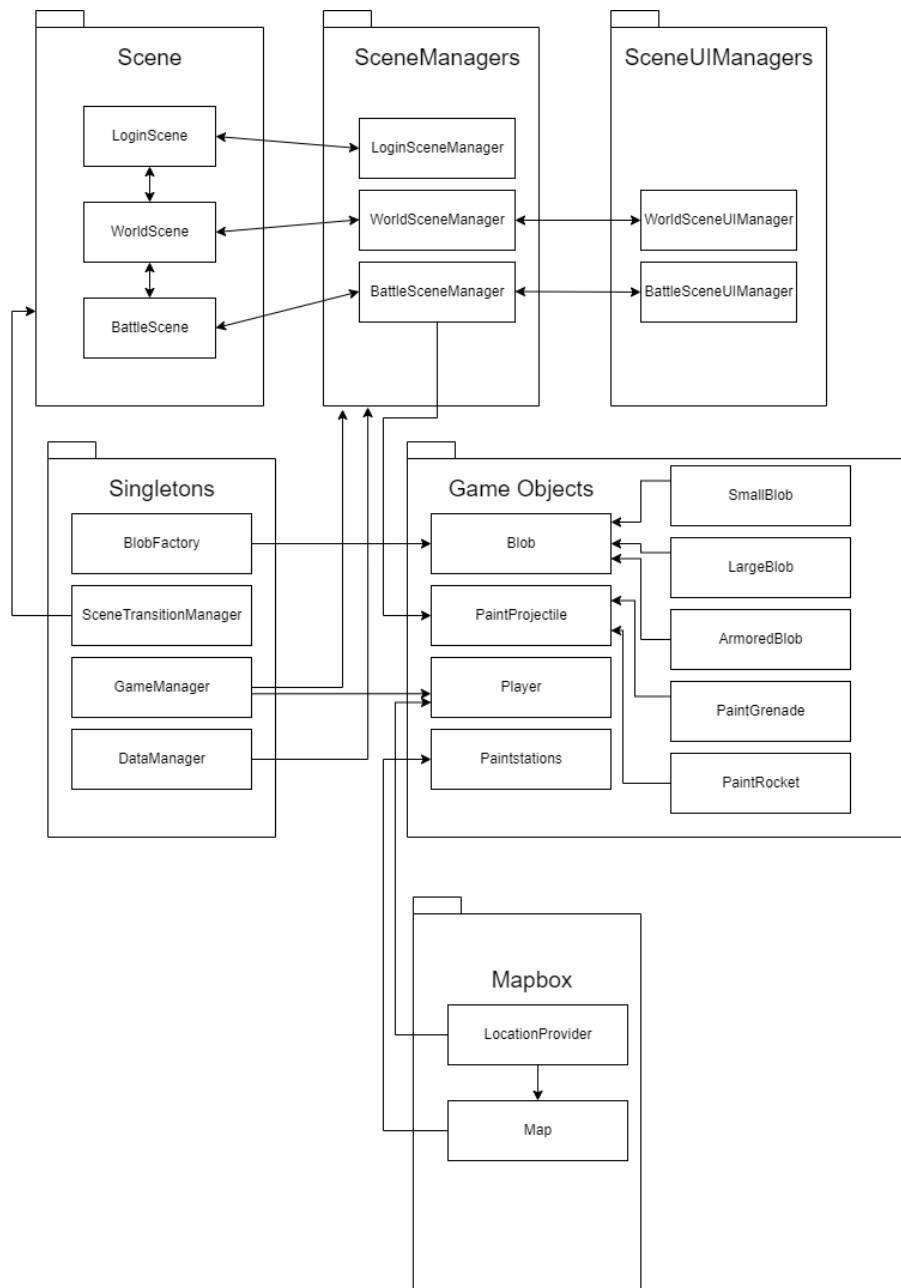 Scene
LoginScene
WorldScene
BattleScene
SceneManagers
LoginSceneManager
WorldSceneManager
BattleSceneManager
SceneUIManagers
WorldSceneUIManager
BattleSceneUIManager
Singletons
BlobFactory
SceneTransitionManager
GameManager
DataManager
Game Objects
Blob
PaintProjectile
Player
Paintstations
SmallBlob
LargeBlob
ArmoredBlob
PaintGrenade
PaintRocket
Mapbox
LocationProvider
Map